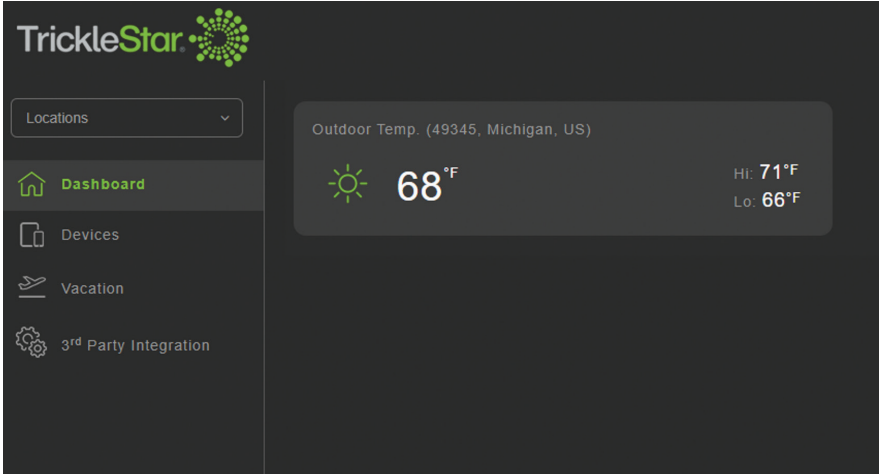 TrickleStar®
Locations
Dashboard
Devices
Vacation
3rd Party Integration
Outdoor Temp. (49345, Michigan, US)
68°F
Hi: 71°F
Lo: 66°F